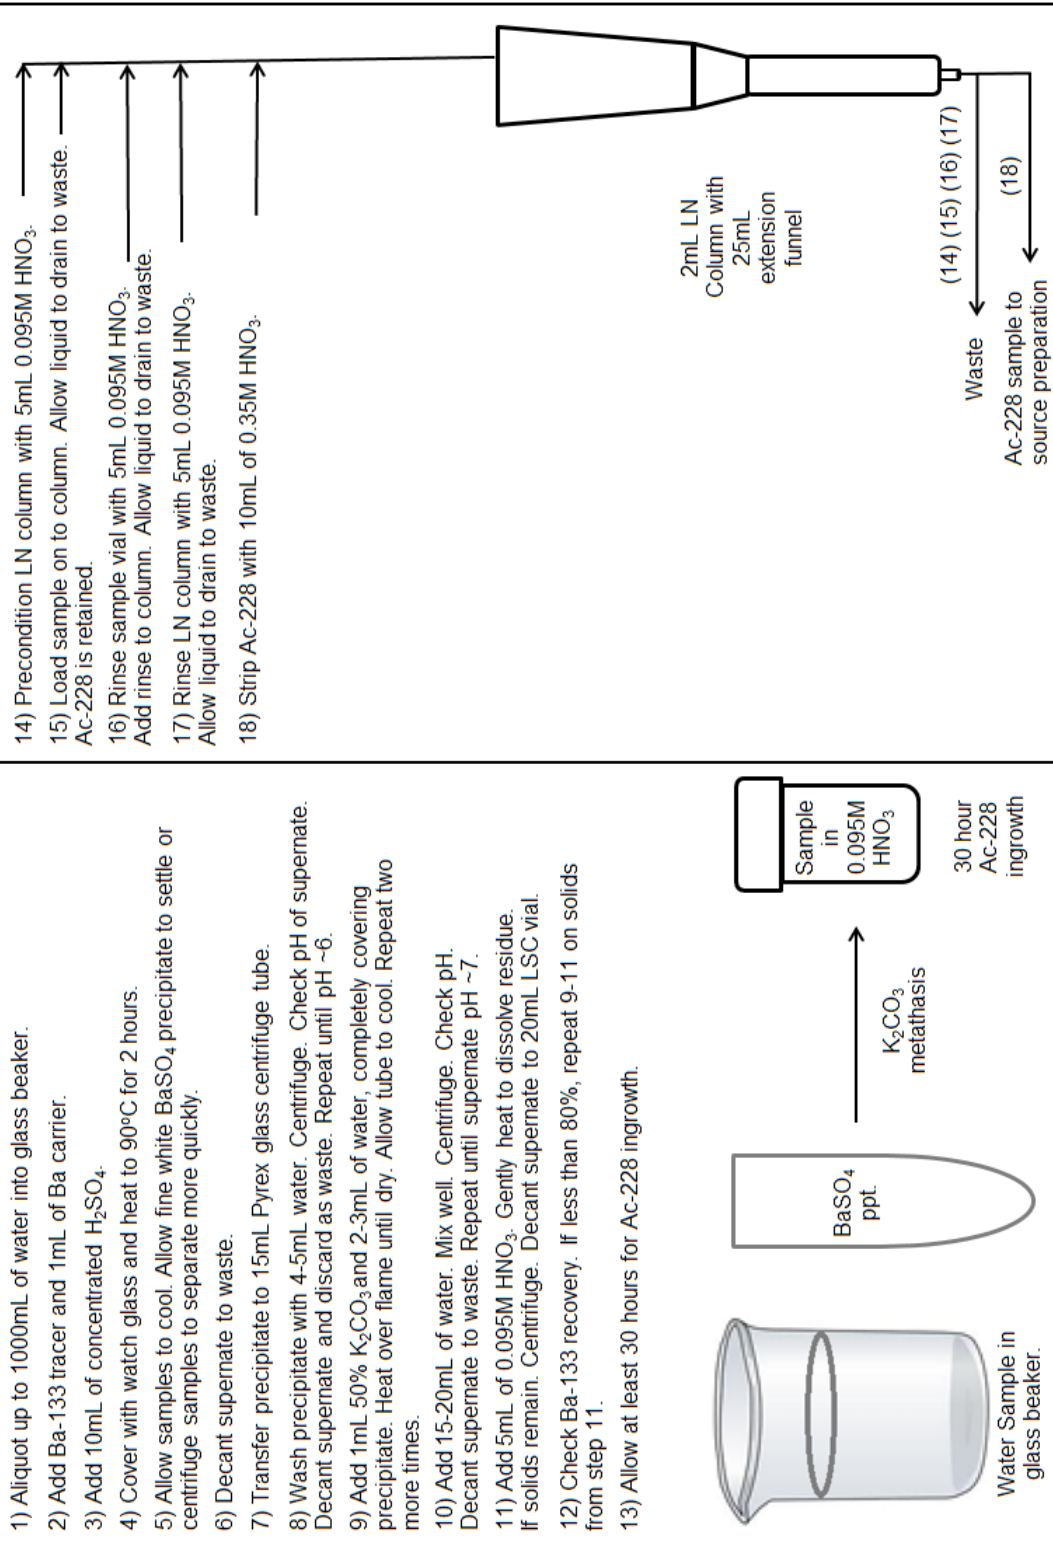 1) Aliquot up to 1000mL of water into glass beaker.
2) Add Ba-133 tracer and 1mL of Ba carrier.
3) Add 10mL of concentrated H₂SO₄.
4) Cover with watch glass and heat to 90ºC for 2 hours.
5) Allow samples to cool. Allow fine white BaSO₄ precipitate to settle or
centrifuge samples to separate more quickly.
6) Decant supernate to waste.
7) Transfer precipitate to 15mL Pyrex glass centrifuge tube.
8) Wash precipitate with 4-5mL water. Centrifuge. Check pH of supernate.
Decant supernate and discard as waste. Repeat until pH ~6.
9) Add 1mL 50% K₂CO₃ and 2-3mL of water, completely covering
precipitate. Heat over flame until dry. Allow tube to cool. Repeat two
more times.
10) Add 15-20mL of water. Mix well. Centrifuge. Check pH.
Decant supernate to waste. Repeat until supernate pH ~7.
11) Add 5mL of 0.095M HNO₃. Gently heat to dissolve residue.
If solids remain. Centrifuge. Decant supernate to 20mL LSC vial.
12) Check Ba-133 recovery. If less than 80%, repeat 9-11 on solids
from step 11.
13) Allow at least 30 hours for Ac-228 ingrowth.
Water Sample in
glass beaker.
BaSO₄
ppt.
K₂CO₃
metathasis
Sample
in
0.095M
HNO₃
30 hour
Ac-228
ingrowth
14) Precondition LN column with 5mL 0.095M HNO₃.
15) Load sample on to column. Allow liquid to drain to waste.
Ac-228 is retained.
16) Rinse sample vial with 5mL 0.095M HNO₃.
Add rinse to column. Allow liquid to drain to waste.
17) Rinse LN column with 5mL 0.095M HNO₃.
Allow liquid to drain to waste.
18) Strip Ac-228 with 10mL of 0.35M HNO₃.
2mL LN
Column with
25mL
extension
funnel
(14) (15) (16) (17)
Waste
(18)
Ac-228 sample to
source preparation